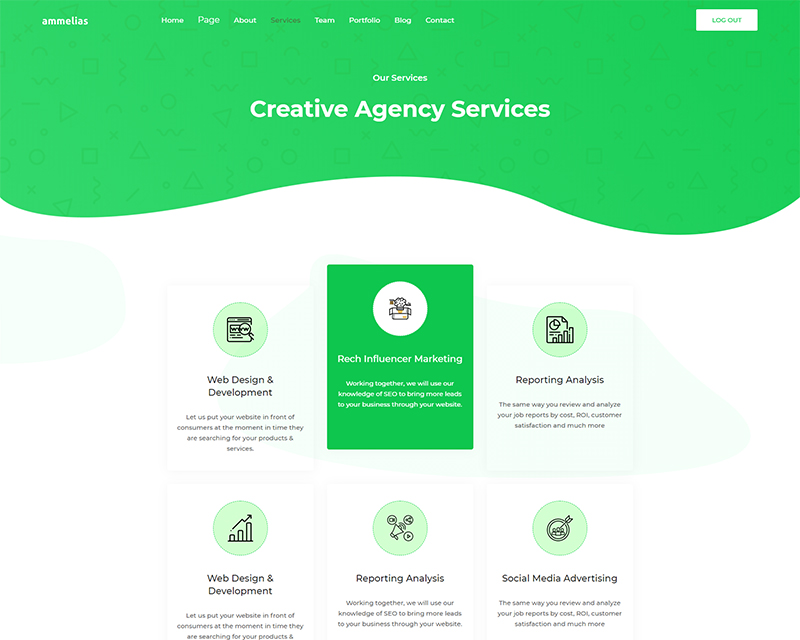 ammelias
Home Page About Services Team Portfolio Blog Contact
LOG OUT
Our Services
Creative Agency Services
Web Design &
Development
Let us put your website in front of
consumers at the moment in time they
are searching for your products &
services.
Rech Influencer Marketing
Working together, we will use our
knowledge of SEO to bring more leads
to your business through your website.
Reporting Analysis
The same way you review and analyze
your job reports by cost, ROI, customer
satisfaction and much more
Web Design &
Development
Let us put your website in front of
consumers at the moment in time they
are searching for your products &
Reporting Analysis
Working together, we will use our
knowledge of SEO to bring more leads
to your business through your website.
Social Media Advertising
The same way you review and analyze
your job reports by cost, ROI, customer
satisfaction and much more